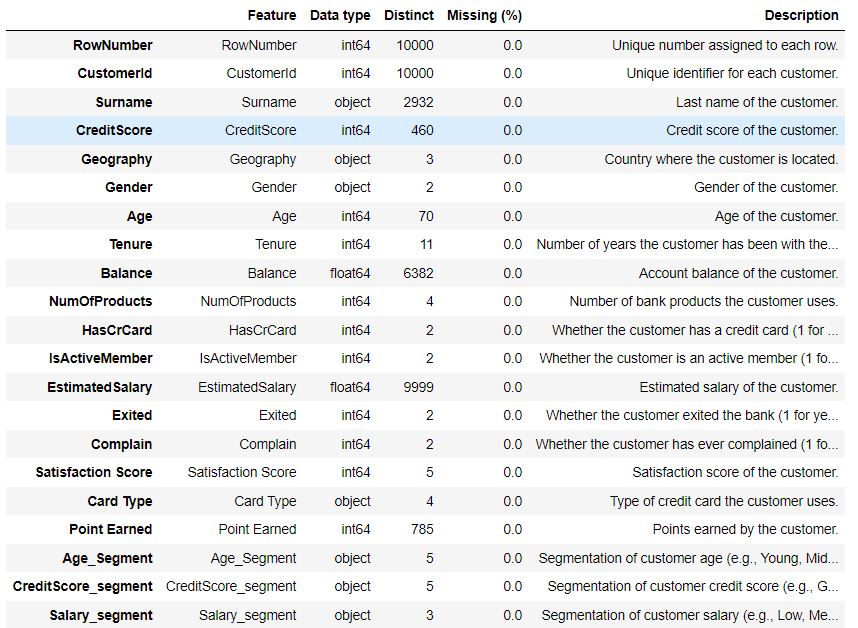 Feature Data type Distinct Missing (%) Description
RowNumber RowNumber int64 10000 0.0 Unique number assigned to each row.
CustomerId CustomerId int64 10000 0.0 Unique identifier for each customer.
Surname Surname object 2932 0.0 Last name of the customer.
CreditScore CreditScore int64 460 0.0 Credit score of the customer.
Geography Geography object 3 0.0 Country where the customer is located.
Gender Gender object 2 0.0 Gender of the customer.
Age Age int64 70 0.0 Age of the customer.
Tenure Tenure int64 11 0.0 Number of years the customer has been with the...
Balance Balance float64 6382 0.0 Account balance of the customer.
NumOfProducts NumOfProducts int64 4 0.0 Number of bank products the customer uses.
HasCrCard HasCrCard int64 2 0.0 Whether the customer has a credit card (1 for ...
IsActiveMember IsActiveMember int64 2 0.0 Whether the customer is an active member (1 fo...
EstimatedSalary EstimatedSalary float64 9999 0.0 Estimated salary of the customer.
Exited Exited int64 2 0.0 Whether the customer exited the bank (1 for ye...
Complain Complain int64 2 0.0 Whether the customer has ever complained (1 fo...
Satisfaction Score Satisfaction Score int64 5 0.0 Satisfaction score of the customer.
Card Type Card Type object 4 0.0 Type of credit card the customer uses.
Point Earned Point Earned int64 785 0.0 Points earned by the customer.
Age_Segment Age_Segment object 5 0.0 Segmentation of customer age (e.g., Young, Mid...
CreditScore_segment CreditScore_segment object 5 0.0 Segmentation of customer credit score (e.g., G...
Salary_segment Salary_segment object 3 0.0 Segmentation of customer salary (e.g., Low, Me...